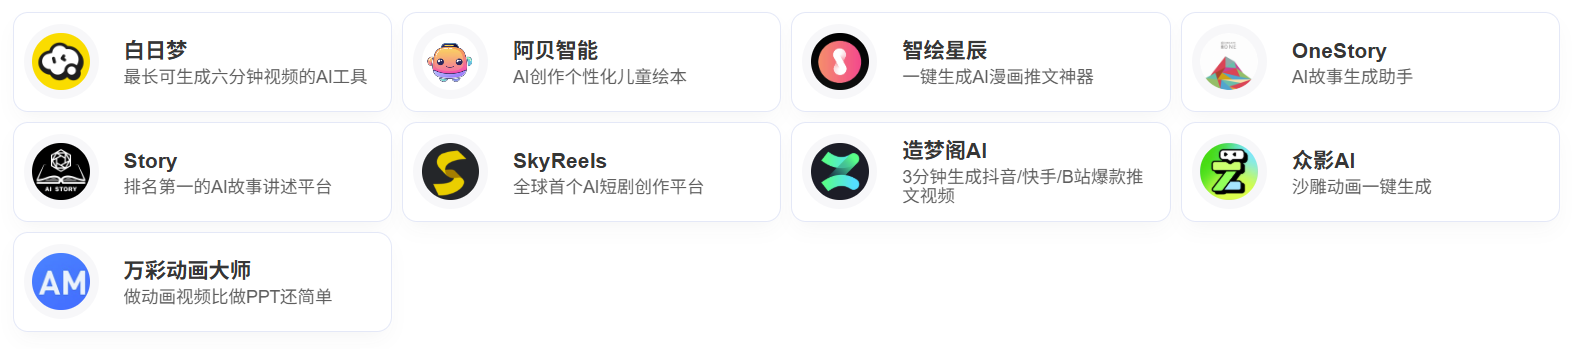 白日梦
最长可生成六分钟视频的AI工具
阿贝智能
AI创作个性化儿童绘本
智绘星辰
一键生成AI漫画推文神器
OneStory
AI故事生成助手
AI STORY
Story
排名第一的AI故事讲述平台
SkyReels
全球首个AI短剧创作平台
造梦阁AI
3分钟生成抖音/快手/B站爆款推
文视频
众影AI
沙雕动画一键生成
AM
万彩动画大师
做动画视频比做PPT还简单